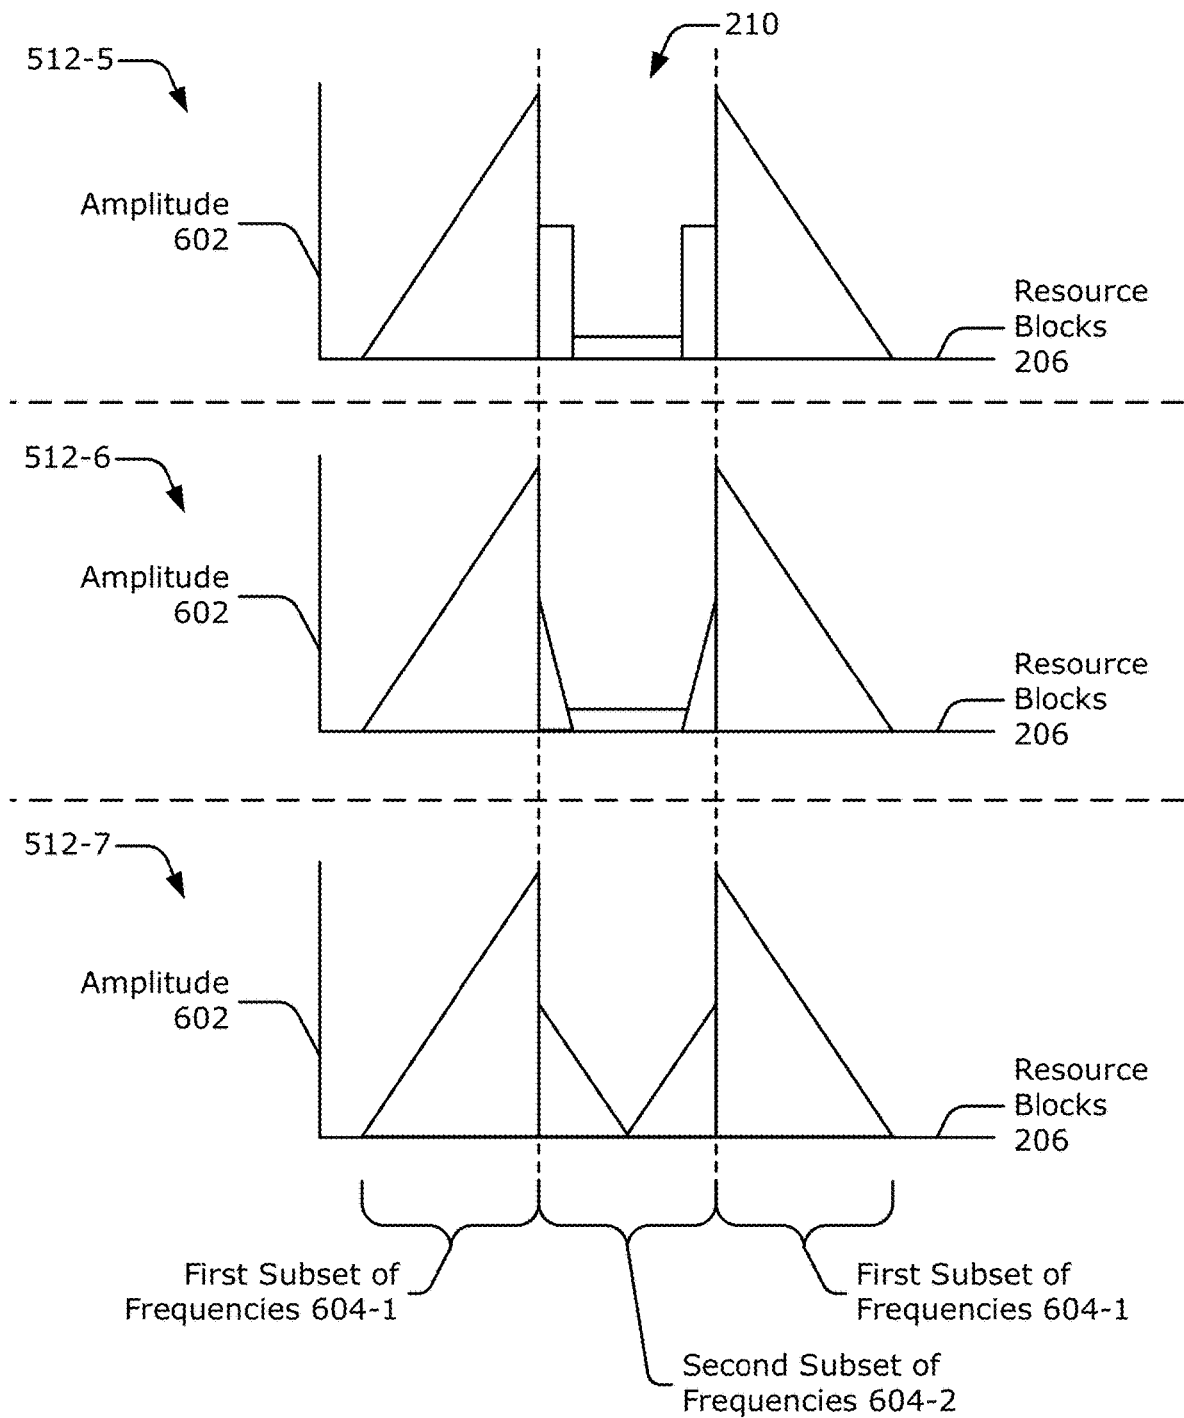 210
512-5
Amplitude
602
Resource
Blocks
206
512-6
Amplitude
602
Resource
Blocks
206
512-7
Amplitude
602
Resource
Blocks
206
First Subset of
Frequencies 604-1
First Subset of
Frequencies 604-1
Second Subset of
Frequencies 604-2